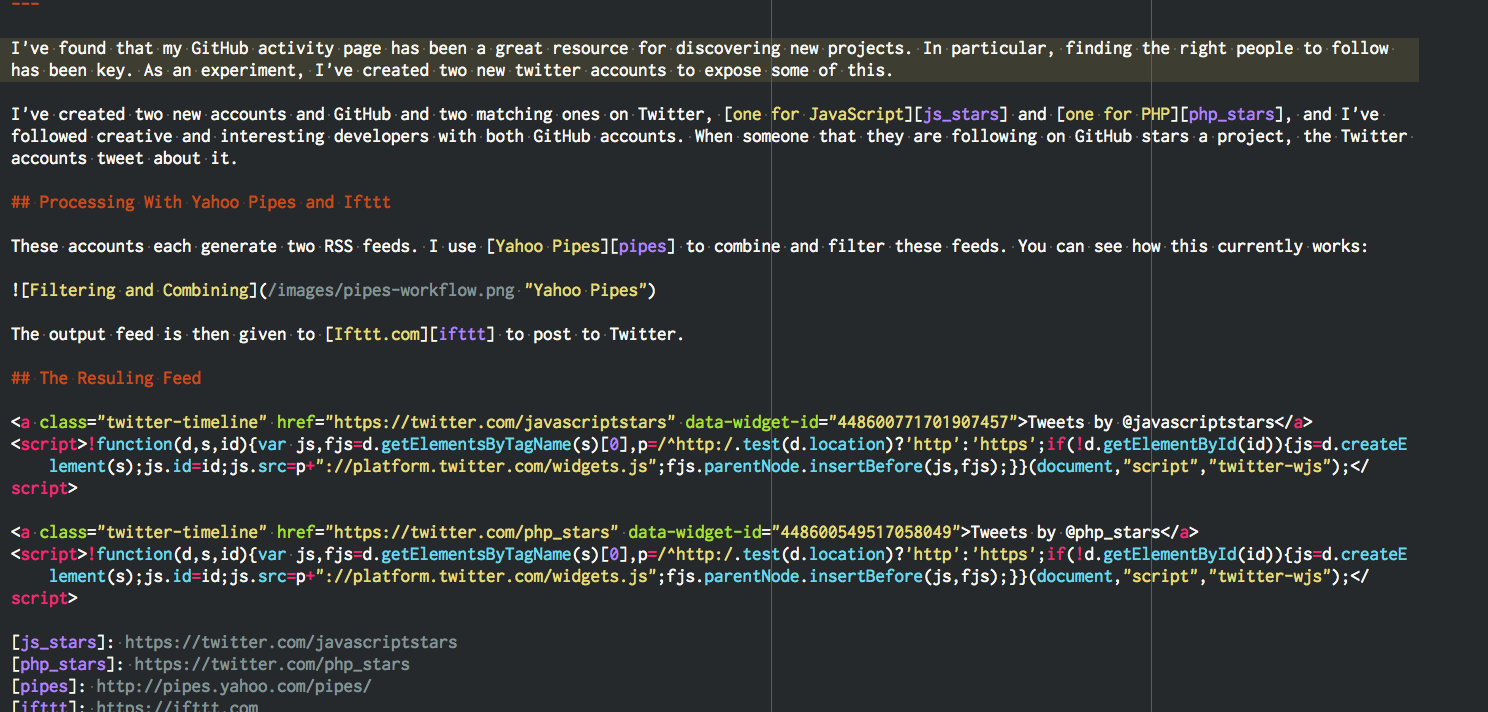 ---
I've found that my GitHub activity page has been a great resource for discovering new projects. In particular, finding the right people to follow
has been key. As an experiment, I've created two new twitter accounts to expose some of this.
I've created two new accounts and GitHub and two matching ones on Twitter, [one for JavaScript][js_stars] and [one for PHP][php_stars], and I've
followed creative and interesting developers with both GitHub accounts. When someone that they are following on GitHub stars a project, the Twitter
accounts tweet about it.
## Processing With Yahoo Pipes and Ifttt
These accounts each generate two RSS feeds. I use [Yahoo Pipes][pipes] to combine and filter these feeds. You can see how this currently works:
![Filtering and Combining](/images/pipes-workflow.png "Yahoo Pipes")
The output feed is then given to [Ifttt.com][ifttt] to post to Twitter.
## The Resuling Feed
<a class="twitter-timeline" href="https://twitter.com/javascriptstars" data-widget-id="448600771701907457">Tweets by @javascriptstars</a>
<script>!function(d,s,id){var js,fjs=d.getElementsByTagName(s)[0],p=/^http:/.test(d.location)?'http':'https';if(!d.getElementById(id)){js=d.createE
lement(s);js.id=id;js.src=p+"://platform.twitter.com/widgets.js";fjs.parentNode.insertBefore(js,fjs);}}(document,"script","twitter-wjs");</
script>
<a class="twitter-timeline" href="https://twitter.com/php_stars" data-widget-id="448600549517058049">Tweets by @php_stars</a>
<script>!function(d,s,id){var js,fjs=d.getElementsByTagName(s)[0],p=/^http:/.test(d.location)?'http':'https';if(!d.getElementById(id)){js=d.createE
lement(s);js.id=id;js.src=p+"://platform.twitter.com/widgets.js";fjs.parentNode.insertBefore(js,fjs);}}(document,"script","twitter-wjs");</
script>
[js_stars]: https://twitter.com/javascriptstars
[php_stars]: https://twitter.com/php_stars
[pipes]: http://pipes.yahoo.com/pipes/
[ifttt]: https://ifttt.com